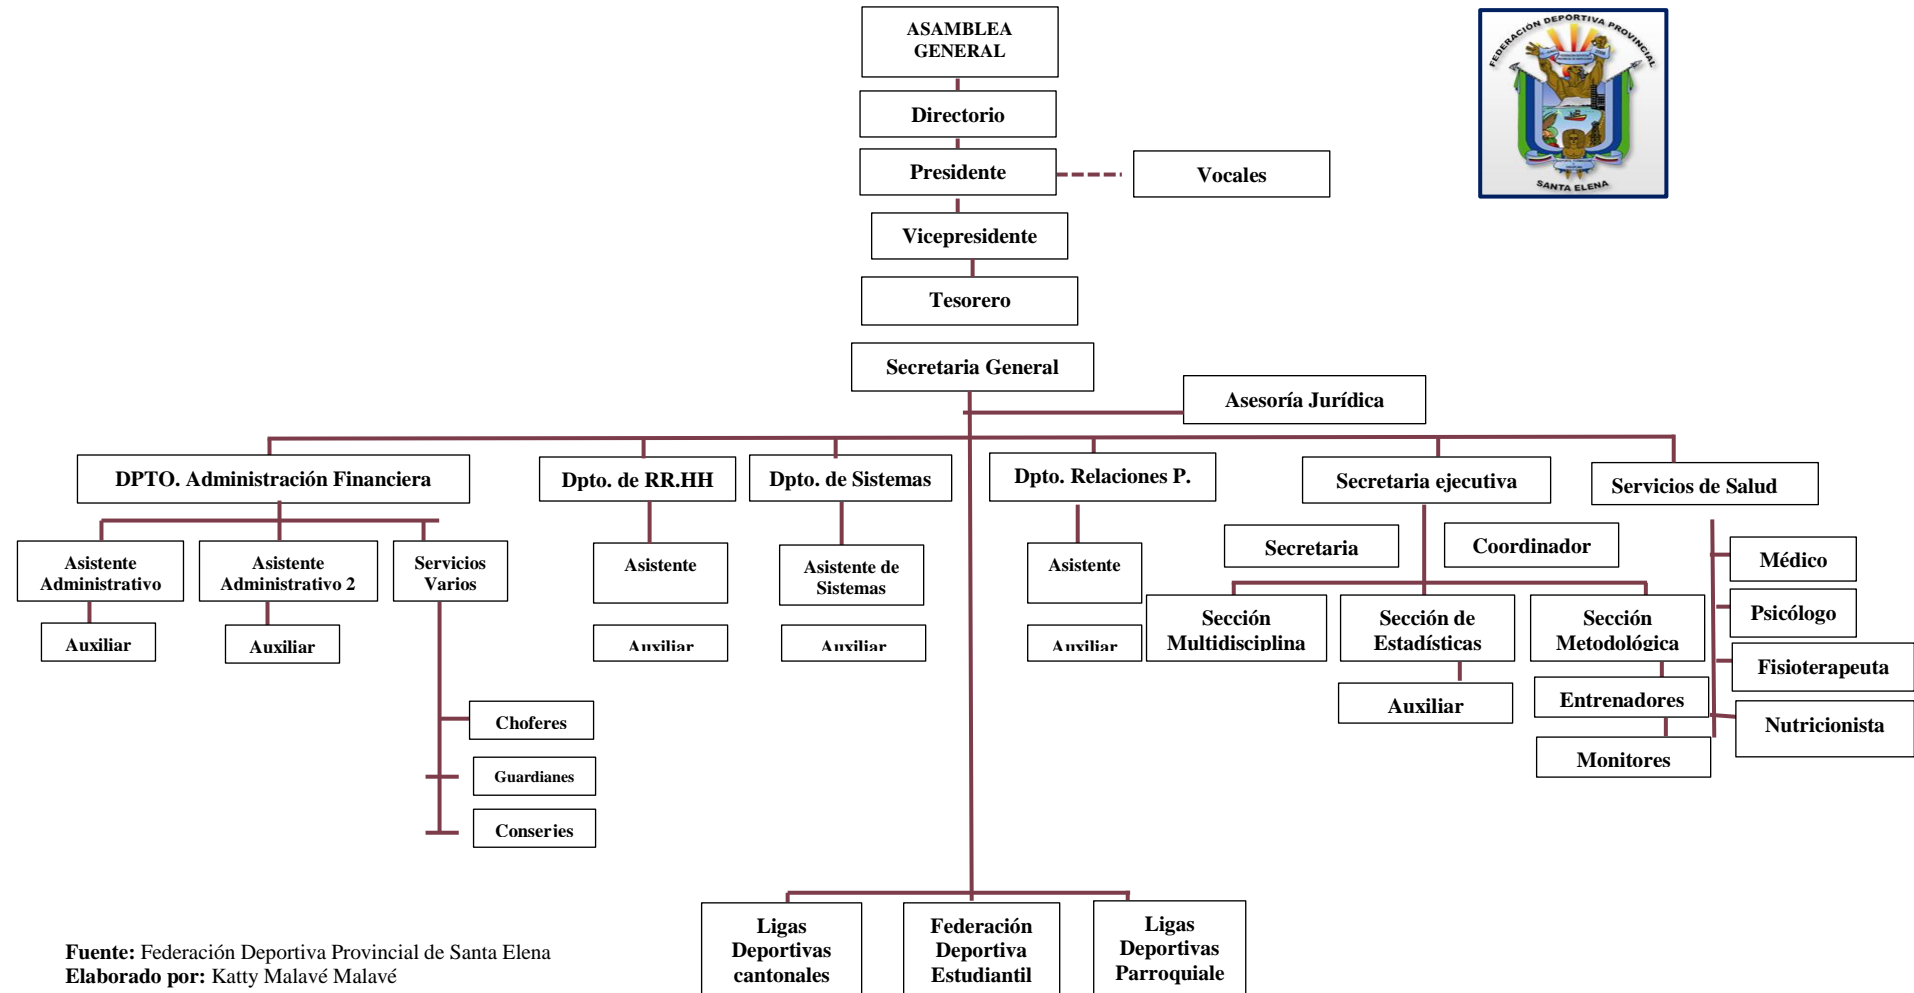 ASAMBLEA
GENERAL
FEDERACIÓN DEPORTIVA PROVINCIAL
SANTA ELENA
Directorio
Presidente
Vocales
Vicepresidente
Tesorero
Secretaria General
Asesoría Jurídica
DPTO. Administración Financiera
Dpto. de RR.HH
Dpto. de Sistemas
Dpto. Relaciones P.
Secretaria ejecutiva
Servicios de Salud
Asistente
Administrativo
Asistente
Administrativo 2
Servicios
Varios
Asistente
Asistente de
Sistemas
Asistente
Secretaria
Coordinador
Médico
Psicólogo
Fisioterapeuta
Nutricionista
Auxiliar
Auxiliar
Auxiliar
Auxiliar
Auxiliar
Sección
Multidisciplina
Sección de
Estadísticas
Sección
Metodológica
Auxiliar
Entrenadores
Monitores
Choferes
Guardianes
Conseries
Ligas
Deportivas
cantonales
Federación
Deportiva
Estudiantil
Ligas
Deportivas
Parroquiale
Fuente: Federación Deportiva Provincial de Santa Elena
Elaborado por: Katty Malavé Malavé